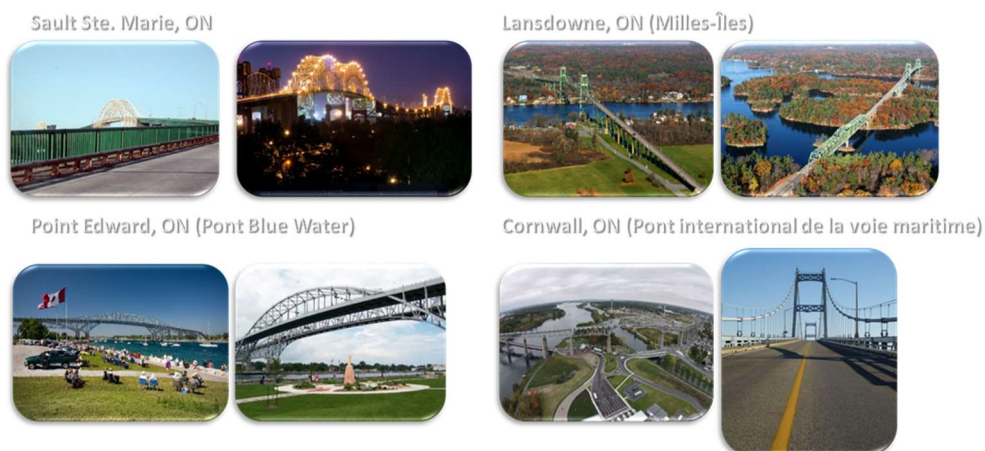 Sault Ste. Marie, ON
Lansdowne, ON (Milles-Îles)
Point Edward, ON (Pont Blue Water)
Cornwall, ON (Pont international de la voie maritime)